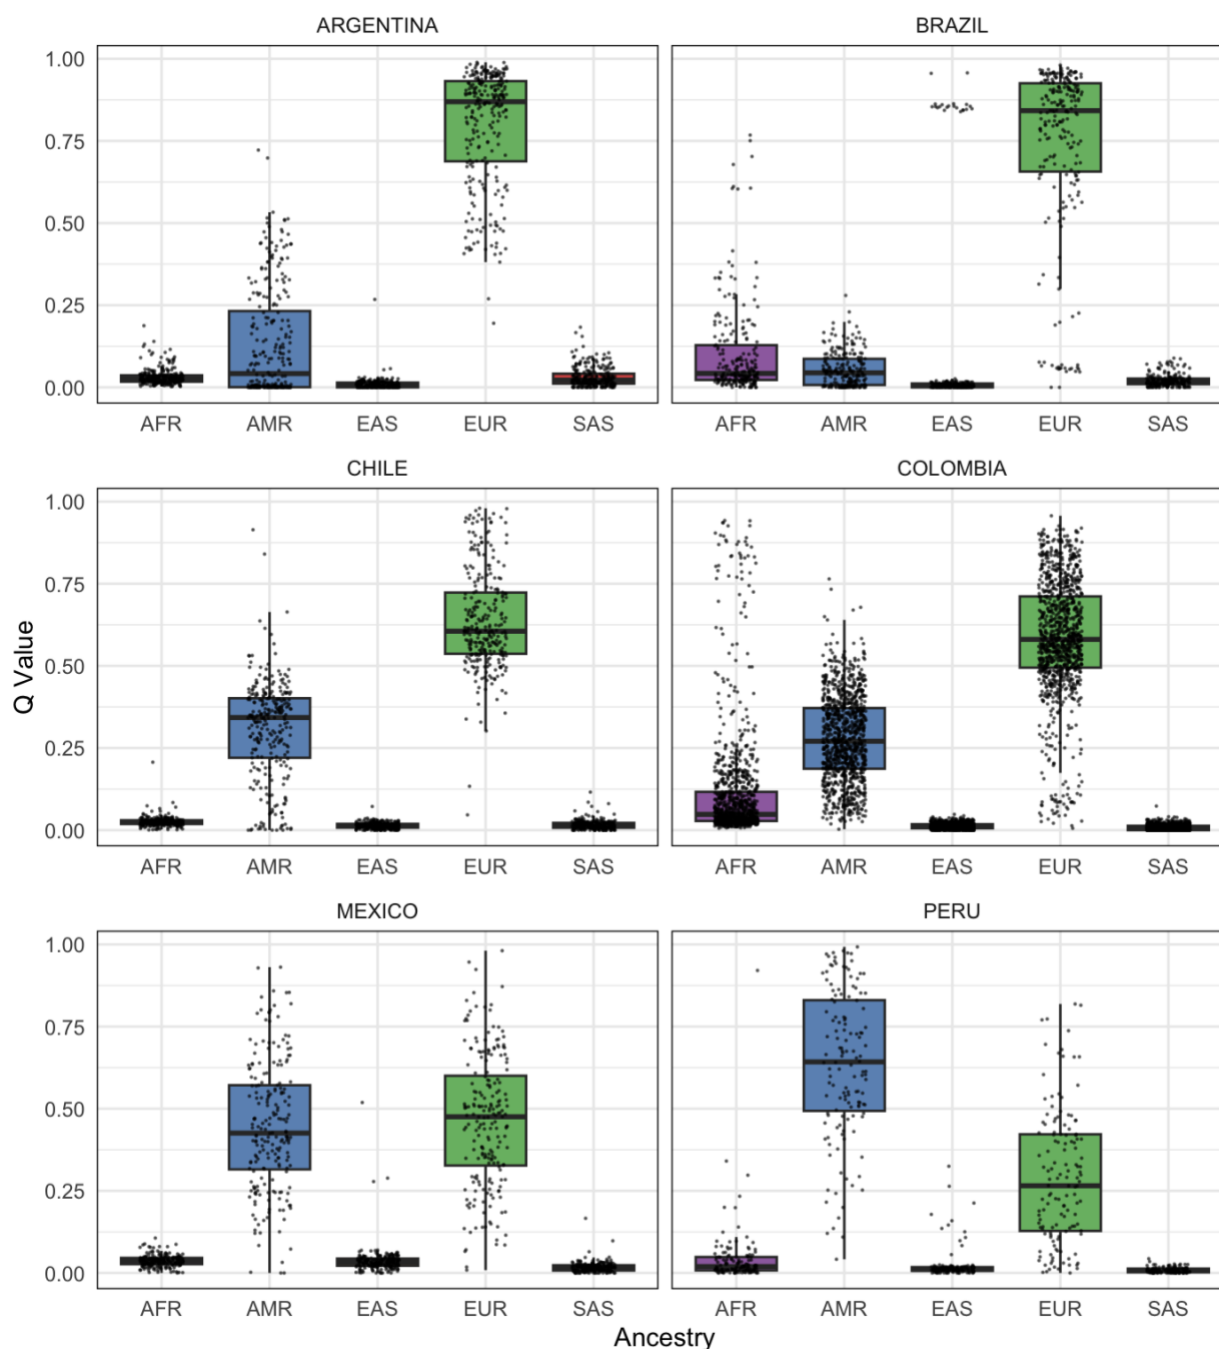 ARGENTINA
BRAZIL
1.00
0.75
0.50
0.25
0.00
AFR AMR EAS EUR SAS
AFR AMR EAS EUR SAS
CHILE
COLOMBIA
Q Value
1.00
0.75
0.50
0.25
0.00
AFR AMR EAS EUR SAS
AFR AMR EAS EUR SAS
MEXICO
PERU
1.00
0.75
0.50
0.25
0.00
AFR AMR EAS EUR SAS
AFR AMR EAS EUR SAS
Ancestry